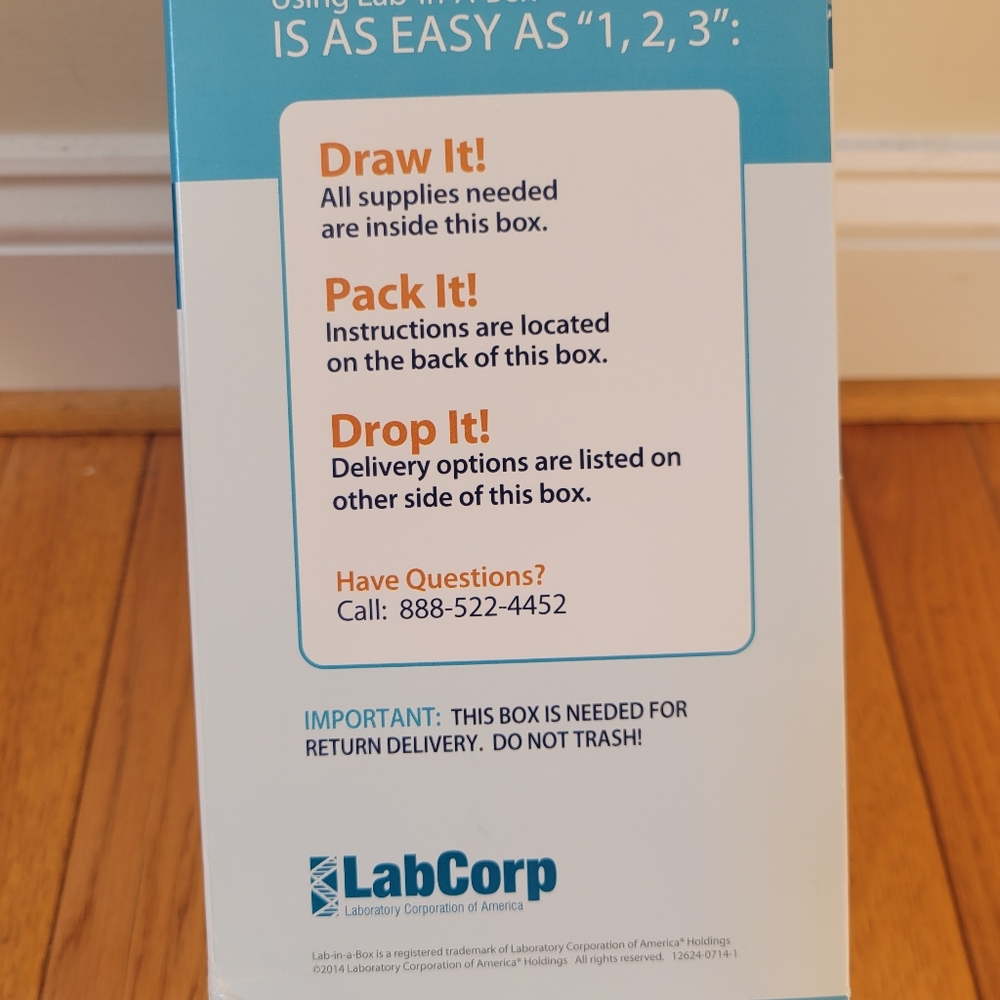 Using Lab-in-A-Box
IS AS EASY AS “1, 2, 3”:
Draw It!
All supplies needed
are inside this box.
Pack It!
Instructions are located
on the back of this box.
Drop It!
Delivery options are listed on
other side of this box.
Have Questions?
Call: 888-522-4452
IMPORTANT: THIS BOX IS NEEDED FOR
RETURN DELIVERY. DO NOT TRASH!
LabCorp
Laboratory Corporation of America
Lab-in-a-Box is a registered trademark of Laboratory Corporation of America® Holdings
©2014 Laboratory Corporation of America® Holdings All rights reserved. 12624-0714-1